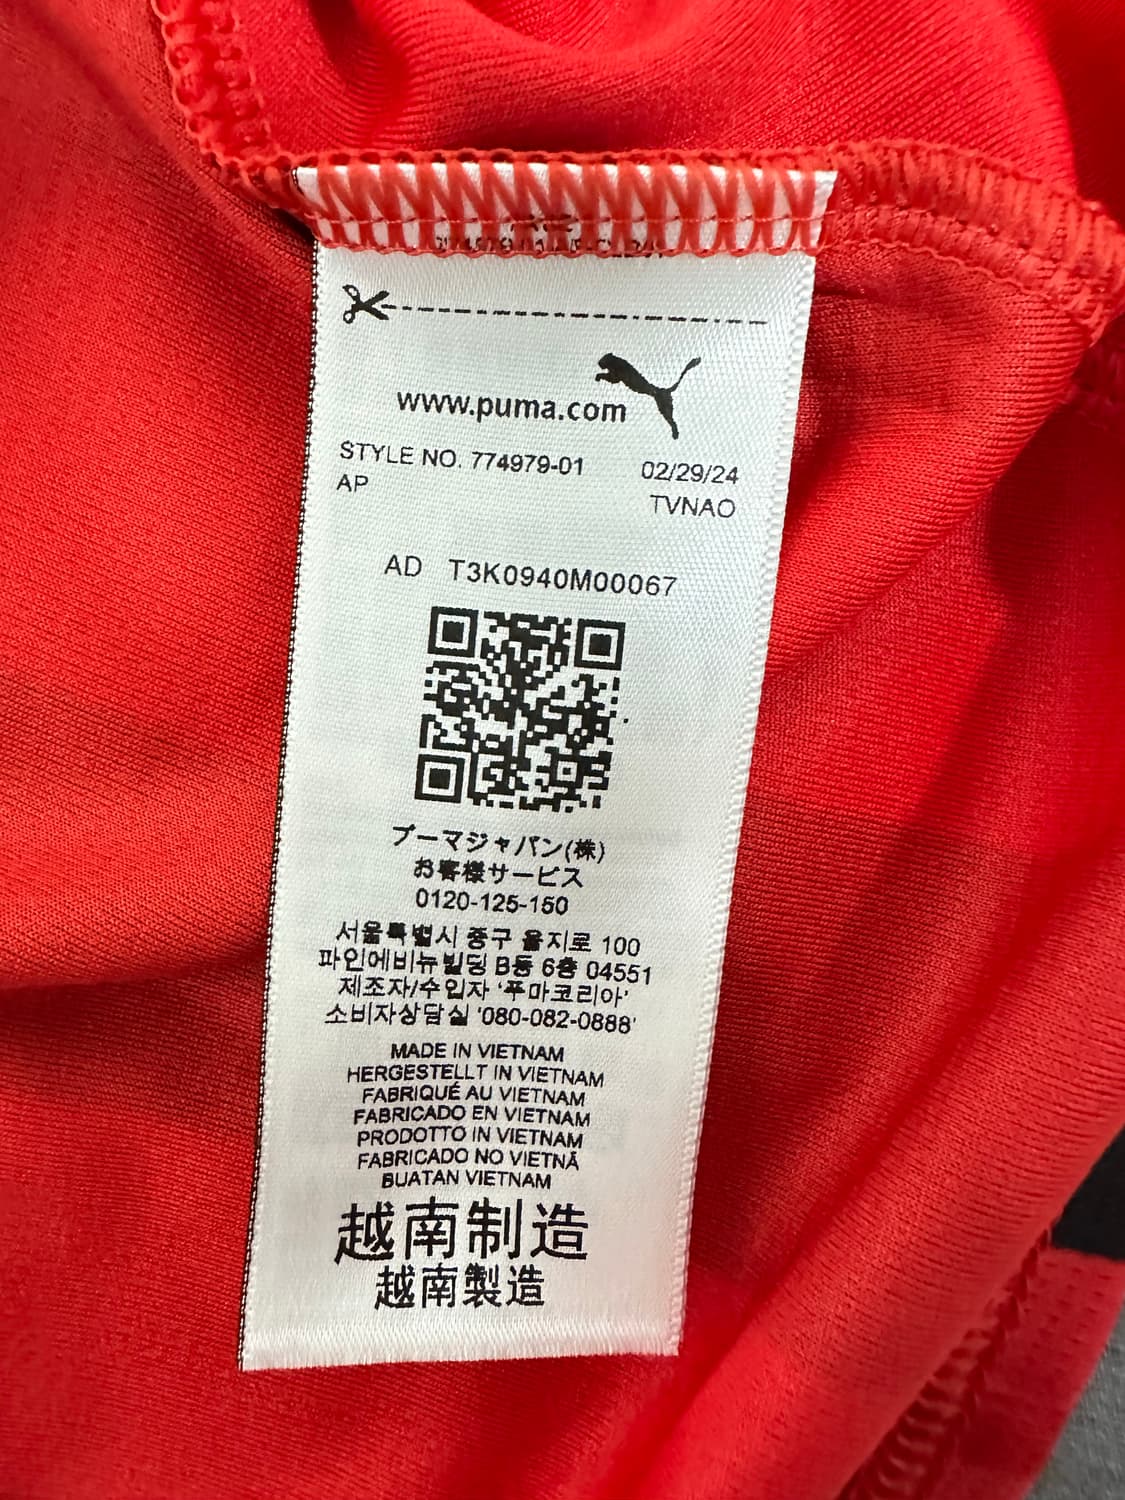 www.puma.com
STYLE NO. 774979-01 02/29/24
AP TVNAO
AD T3K0940M00067
プーマジャパン(株)
お客様サービス
0120-125-150
서울특별시 중구 을지로 100
파인에비뉴빌딩 B동 6층 04551
제조자/수입자 '푸마코리아'
소비자상담실 '080-082-0888'
MADE IN VIETNAM
HERGESTELLT IN VIETNAM
FABRIQUÉ AU VIETNAM
FABRICADO EN VIETNAM
PRODOTTO IN VIETNAM
FABRICADO NO VIETNÃ
BUATAN VIETNAM
越南制造
越南製造